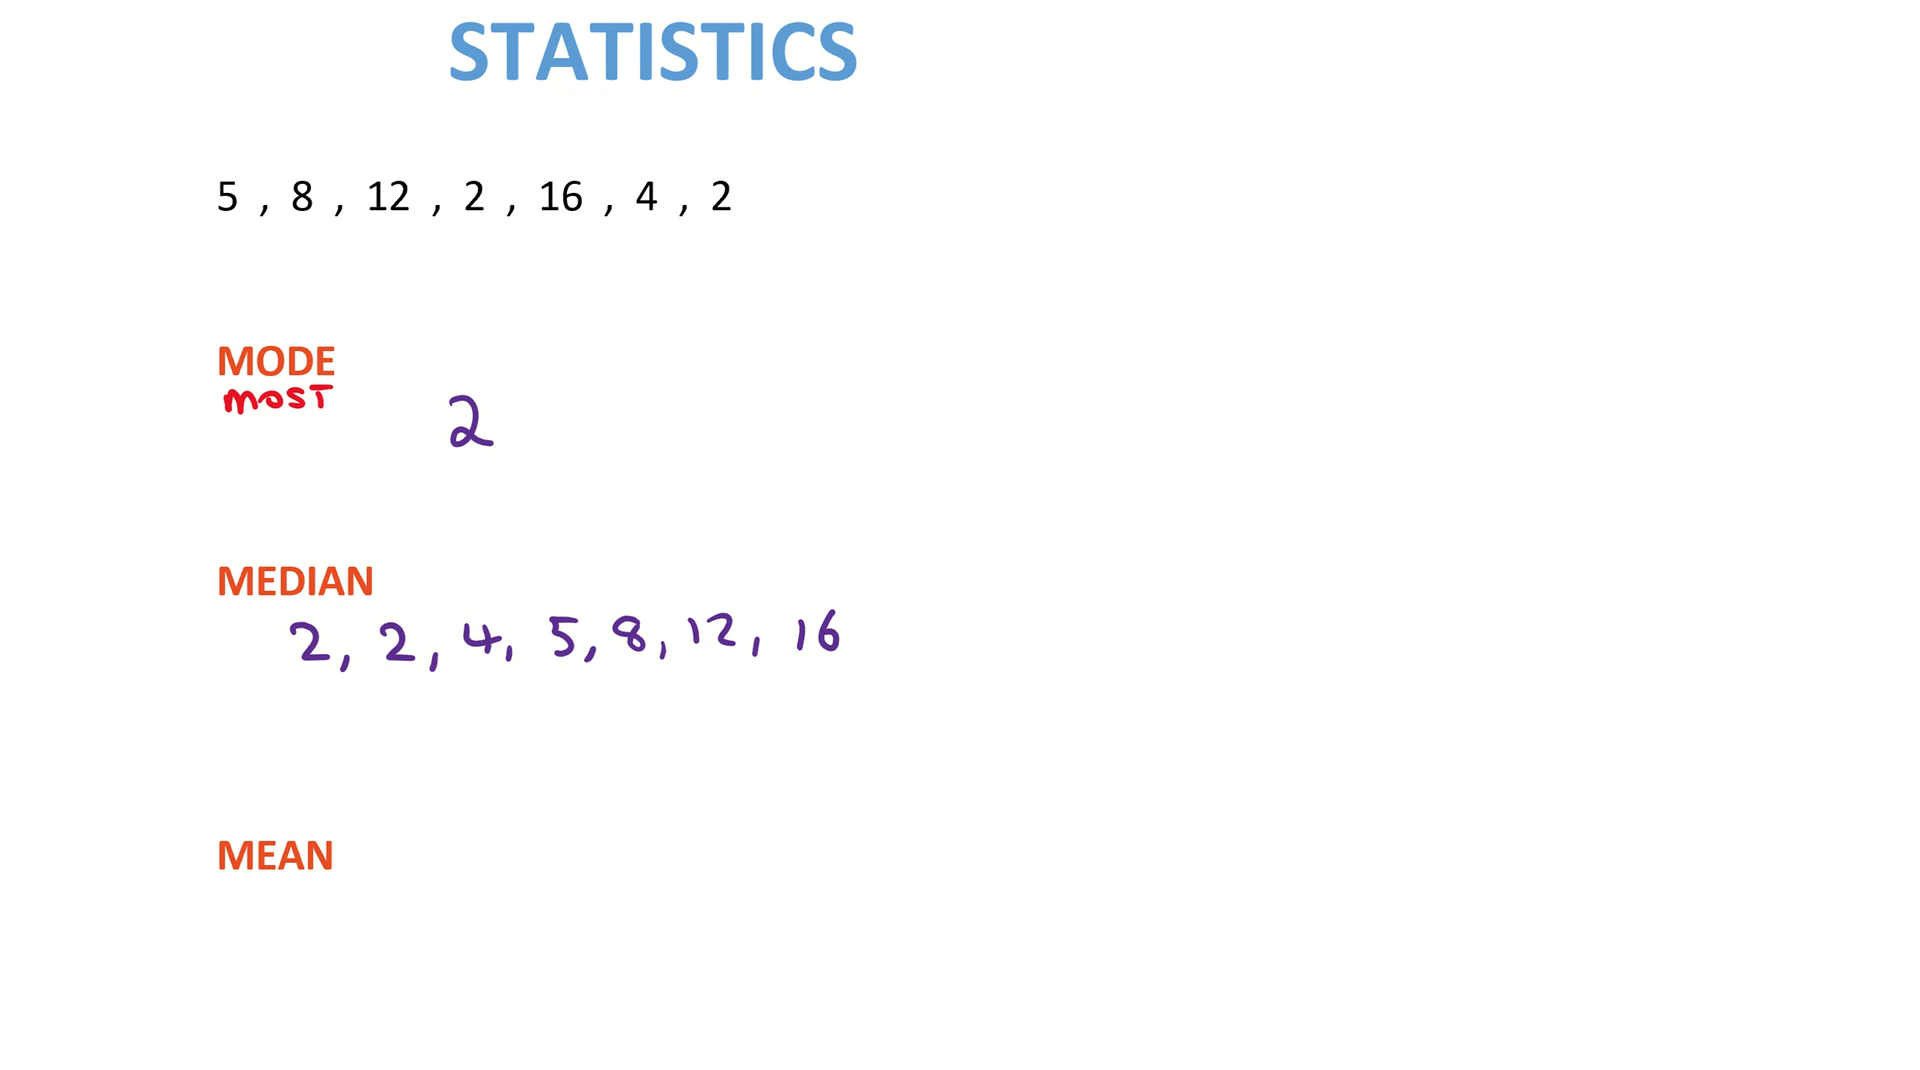 STATISTICS
5 , 8 , 12 , 2 , 16 , 4 , 2
MODE
MOST
2
MEDIAN
2, 2, 4, 5, 8, 12, 16
MEAN